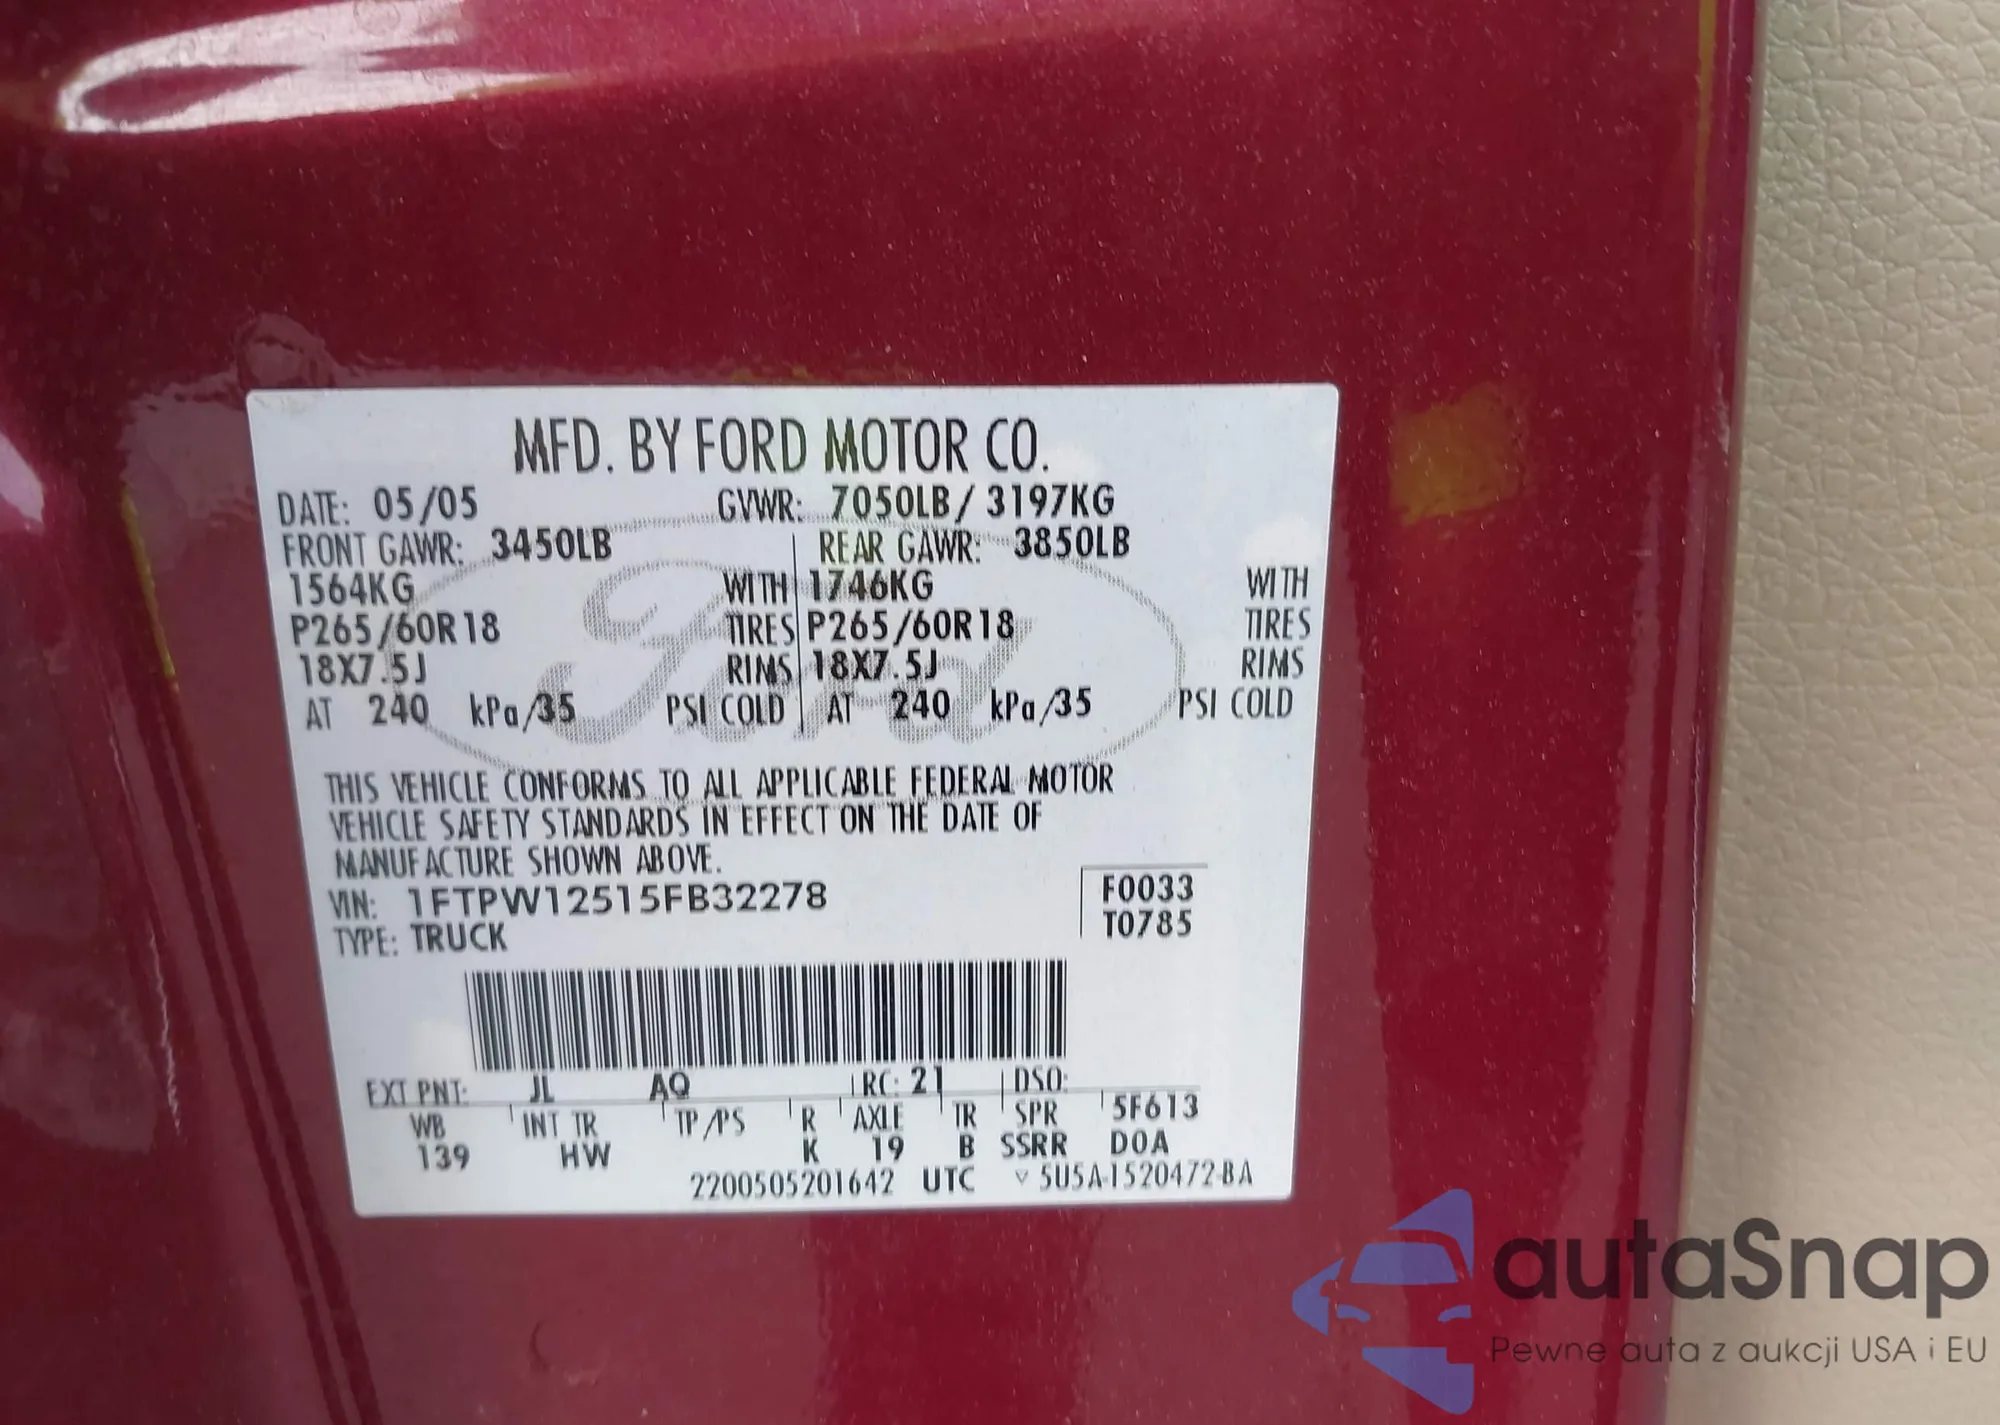 MFD. BY FORD MOTOR CO.
DATE: 05/05 GVWR: 7050LB / 3197KG
FRONT GAWR: 3450LB REAR GAWR: 3850LB
1564KG WITH 1746KG WITH
P265/60R18 TIRES P265/60R18 TIRES
18X7.5J RIMS 18X7.5J RIMS
AT 240 kPa/35 PSI COLD AT 240 kPa/35 PSI COLD
Ford
THIS VEHICLE CONFORMS TO ALL APPLICABLE FEDERAL MOTOR
VEHICLE SAFETY STANDARDS IN EFFECT ON THE DATE OF
MANUFACTURE SHOWN ABOVE.
VIN: 1FTPW12515FB32278 F0033
TYPE: TRUCK T0785
EXT PNT: JL AQ RC: 21 DSO:
WB INT TR TP/PS R AXLE TR SPR 5F613
139 HW K 19 B SSRR DOA
2200505201642 UTC ▽ 5U5A-1520472-BA
autaSnap
Pewne auta z aukcji USA i EU